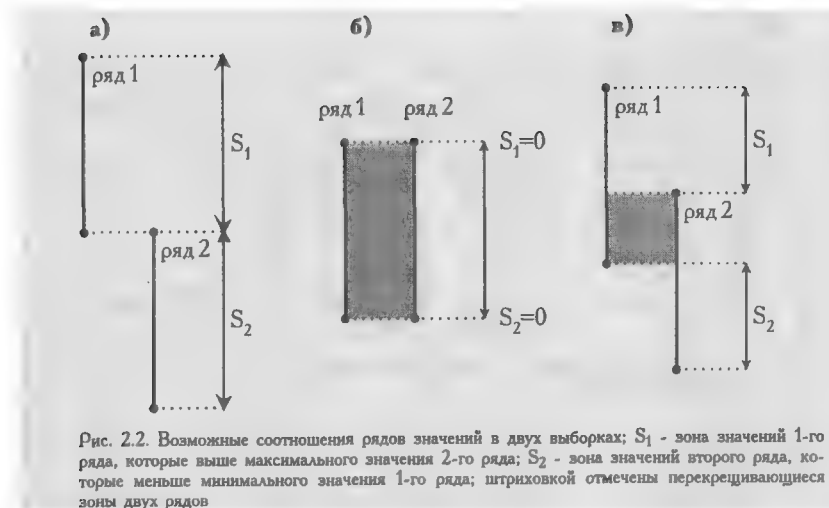 а)
б)
в)
ряд 1
S₁
ряд 2
S₂
ряд 1
ряд 2
S₁=0
S₂=0
ряд 1
S₁
ряд 2
S₂
Рис. 2.2. Возможные соотношения рядов значений в двух выборках; S₁ - зона значений 1-го
ряда, которые выше максимального значения 2-го ряда; S₂ - зона значений второго ряда, ко-
торые меньше минимального значения 1-го ряда; штриховкой отмечены перекрещивающиеся
зоны двух рядов